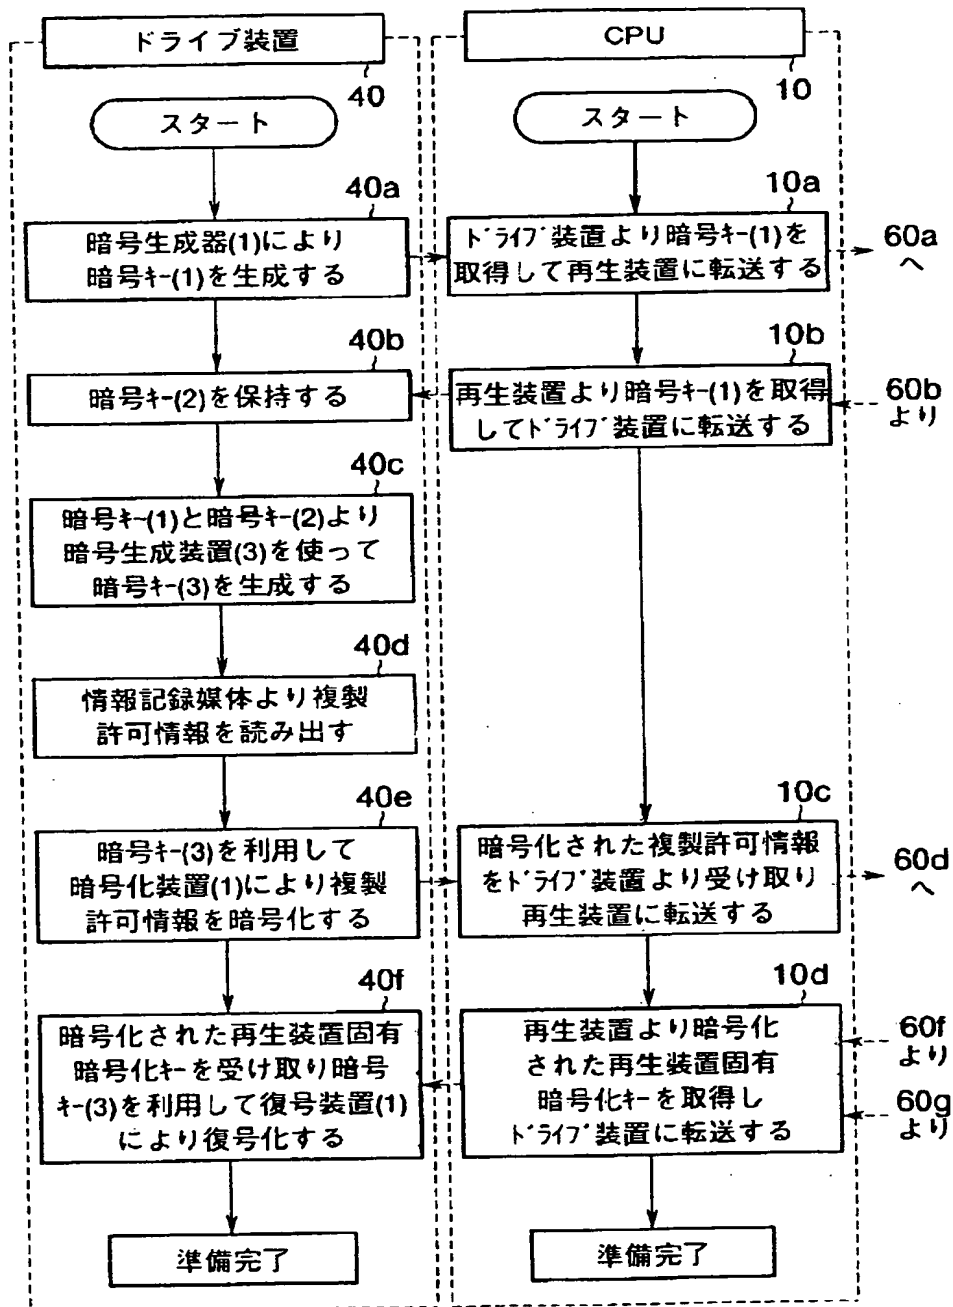 ドライブ装置
40
スタート
40a
暗号生成器(1)により
暗号ｷｰ(1)を生成する
40b
暗号ｷｰ(2)を保持する
40c
暗号ｷｰ(1)と暗号ｷｰ(2)より
暗号生成装置(3)を使って
暗号ｷｰ(3)を生成する
40d
情報記録媒体より複製
許可情報を読み出す
40e
暗号ｷｰ(3)を利用して
暗号化装置(1)により複製
許可情報を暗号化する
40f
暗号化された再生装置固有
暗号化ｷｰを受け取り暗号
ｷｰ(3)を利用して復号装置(1)
により復号化する
準備完了
CPU
10
スタート
10a
ﾄﾞﾗｲﾌﾞ装置より暗号ｷｰ(1)を
取得して再生装置に転送する
60a
へ
10b
再生装置より暗号ｷｰ(1)を取得
してﾄﾞﾗｲﾌﾞ装置に転送する
60b
より
10c
暗号化された複製許可情報
をﾄﾞﾗｲﾌﾞ装置より受け取り
再生装置に転送する
60d
へ
10d
再生装置より暗号化
された再生装置固有
暗号化ｷｰを取得し
ﾄﾞﾗｲﾌﾞ装置に転送する
60f
より
60g
より
準備完了